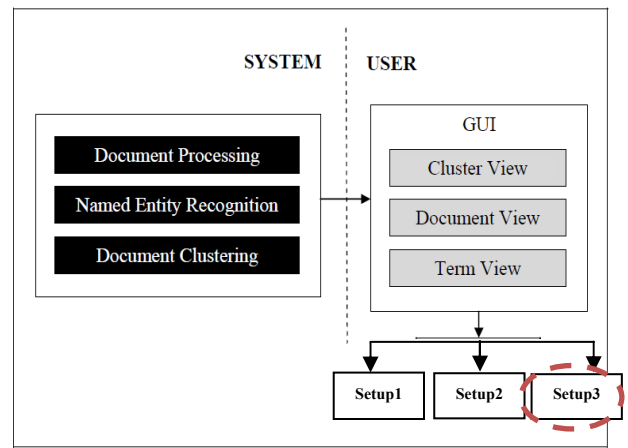 SYSTEM USER
GUI
Document Processing
Named Entity Recognition
Document Clustering
Cluster View
Document View
Term View
Setup1 Setup2 Setup3